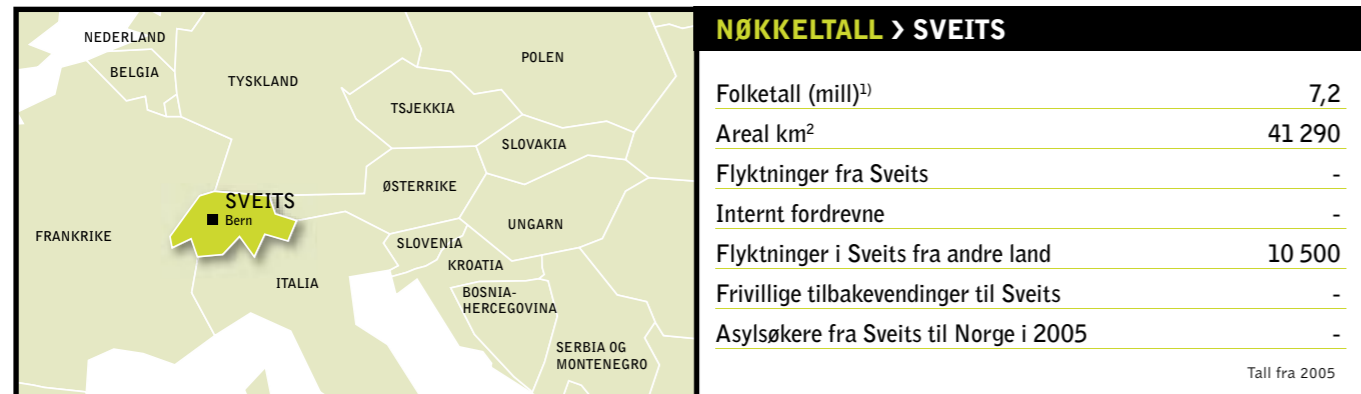 NEDERLAND
BELGIA
TYSKLAND
POLEN
TSJEKKIA
SLOVAKIA
ØSTERRIKE
SVEITS
Bern
UNGARN
FRANKRIKE
SLOVENIA
KROATIA
ITALIA
BOSNIA-
HERCEGOVINA
SERBIA OG
MONTENEGRO
NØKKELTALL > SVEITS
Folketall (mill)1) 7,2
Areal km² 41 290
Flyktninger fra Sveits -
Internt fordrevne -
Flyktninger i Sveits fra andre land 10 500
Frivillige tilbakevendinger til Sveits -
Asylsøkere fra Sveits til Norge i 2005 -
Tall fra 2005